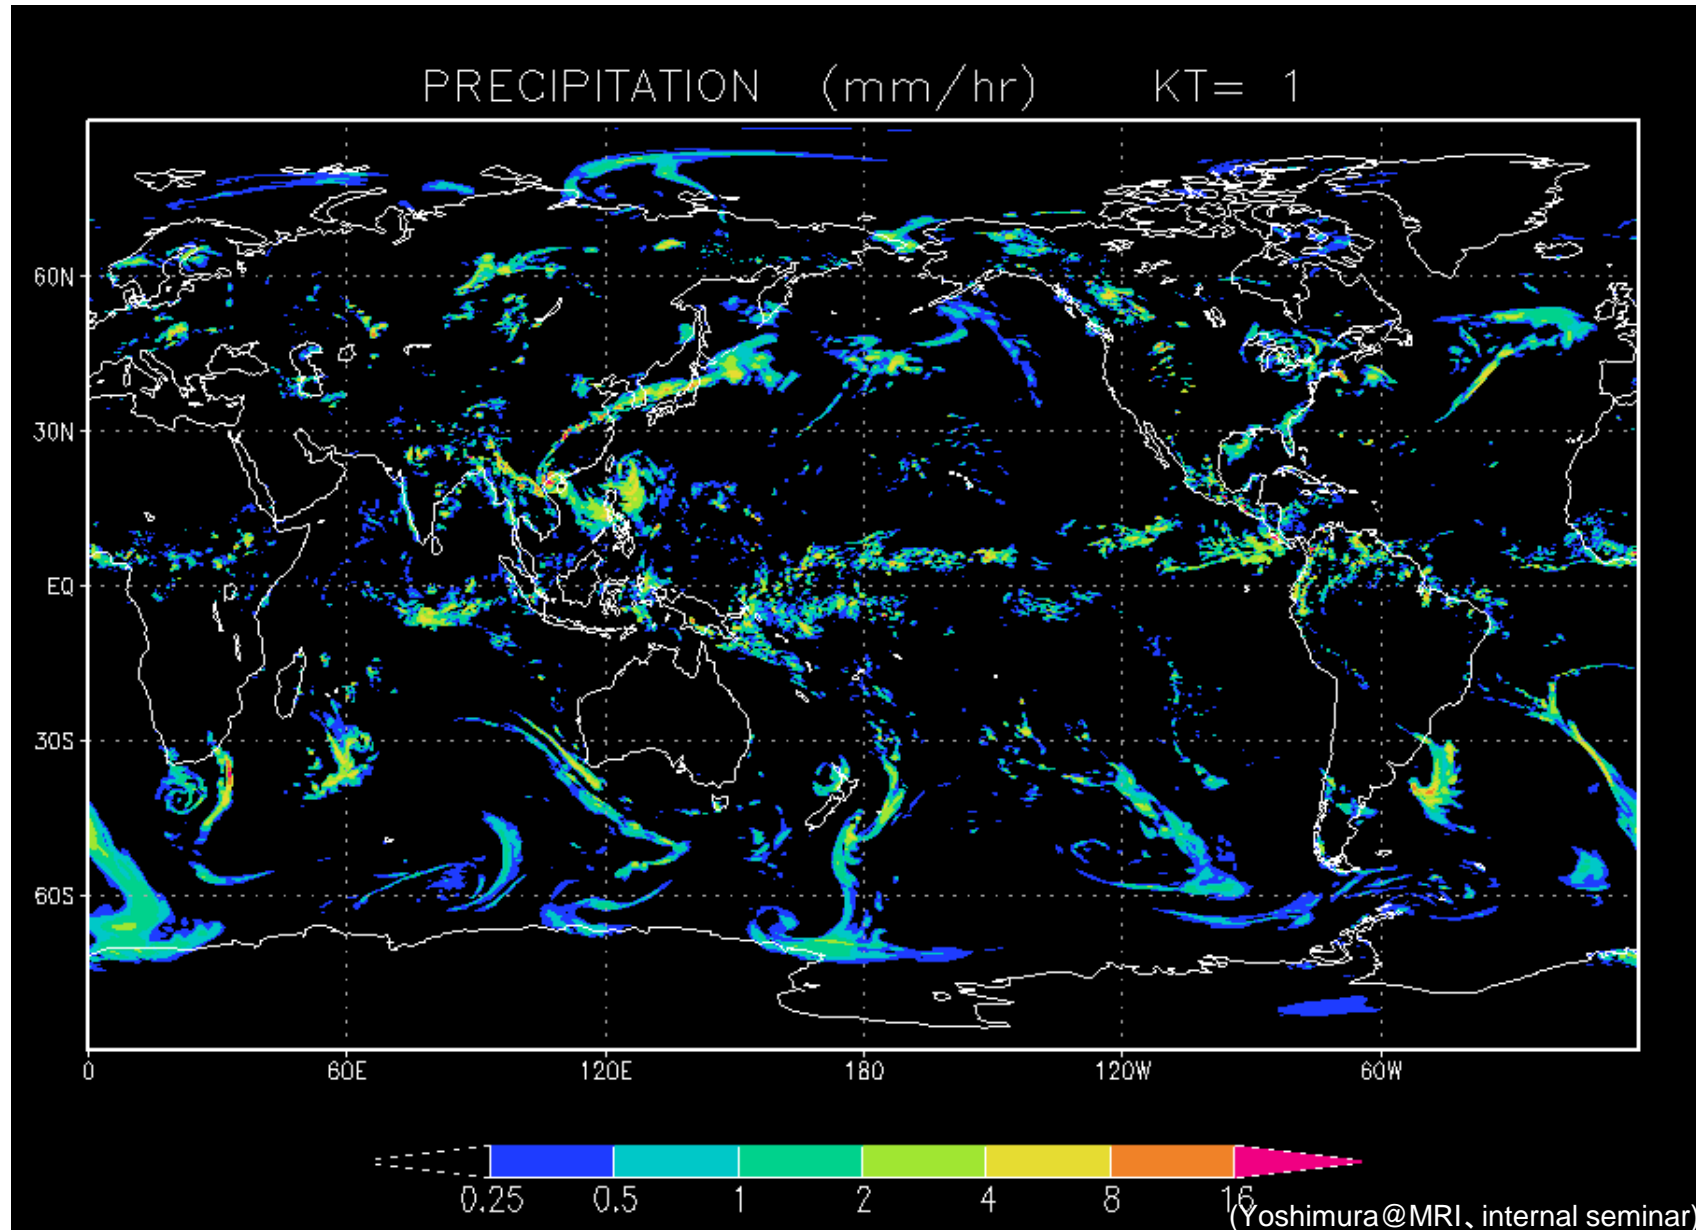 PRECIPITATION (mm/hr) KT= 1
60N
30N
EQ
30S
60S
0 60E 120E 180 120W 60W
0.25 0.5 1 2 4 8 16
(Yoshimura@MRI、internal seminar)